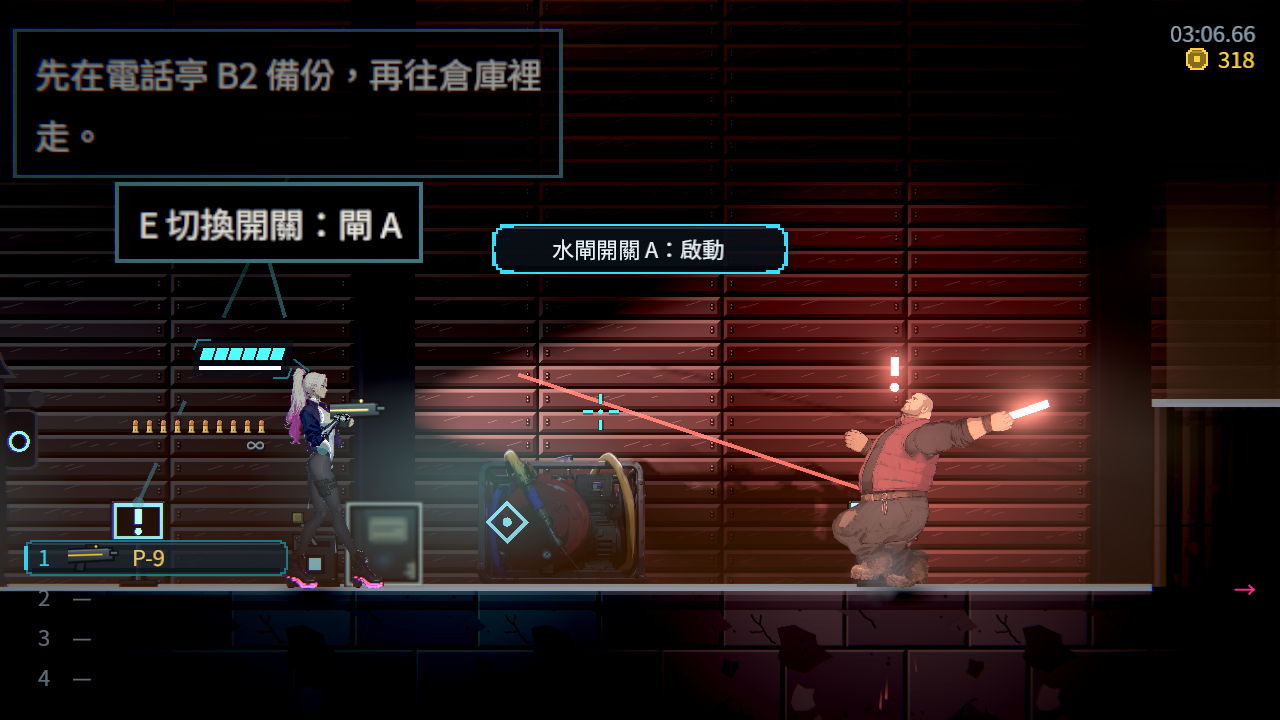 先在電話亭 B2 備份，再往倉庫裡
走。
E 切換開關：閘 A
水閘開關 A：啟動
03:06.66
318
∞
1 P-9
2 —
3 —
4 —